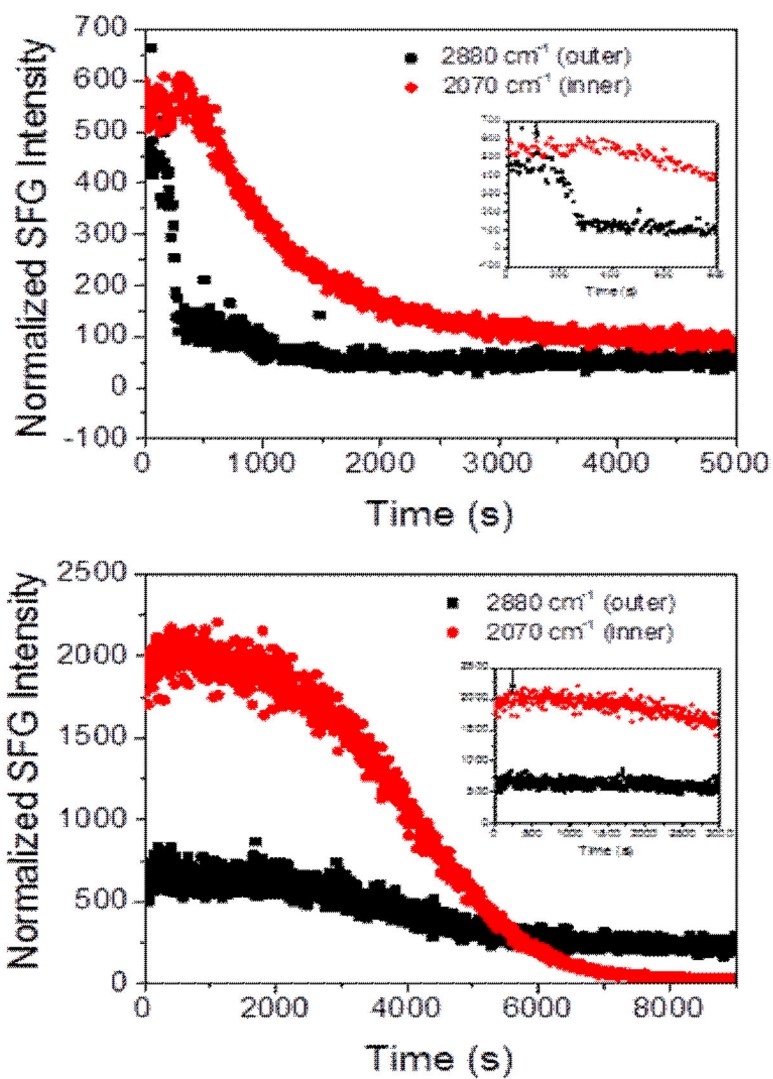 700
600
500
400
300
200
100
0
-100
Normalized SFG Intensity
2880 cm⁻¹ (outer)
2070 cm⁻¹ (inner)
Time (s)
0 1000 2000 3000 4000 5000
Time (s)
2500
2000
1500
1000
500
0
Normalized SFG Intensity
2880 cm⁻¹ (outer)
2070 cm⁻¹ (inner)
Time (s)
0 2000 4000 6000 8000
Time (s)